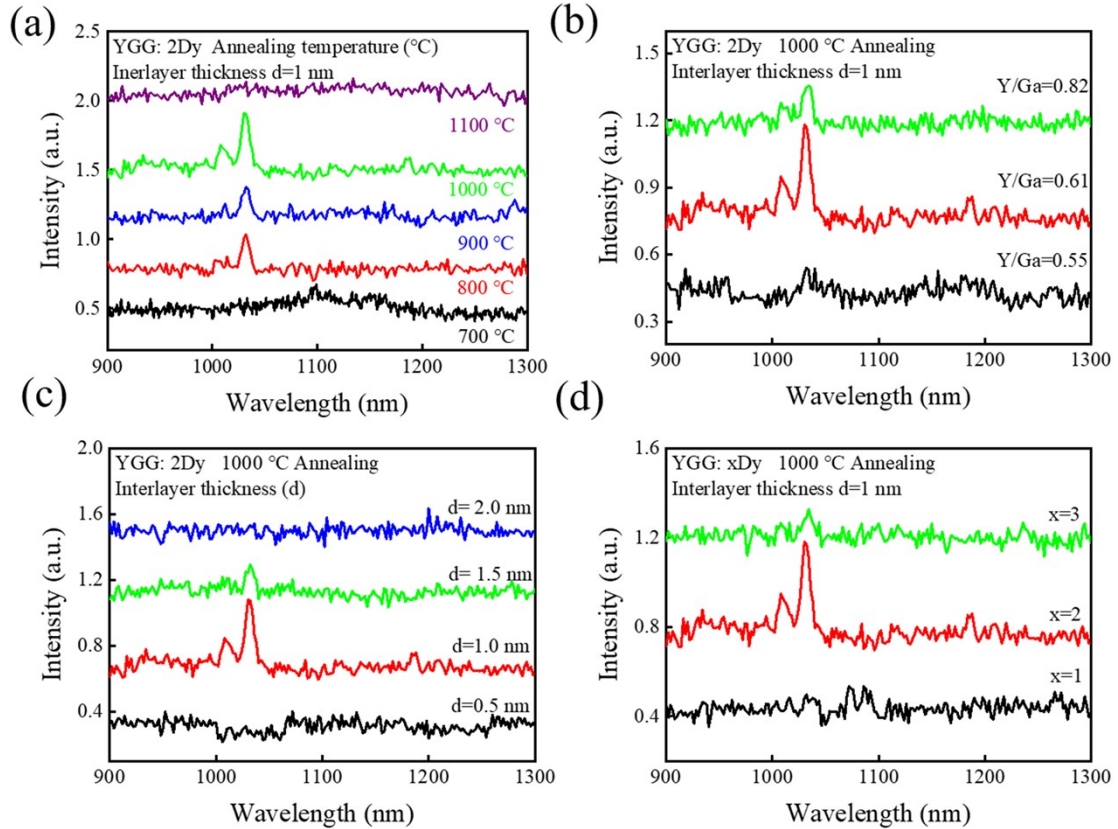 (a)
YGG: 2Dy Annealing temperature (°C)
Inerlayer thickness d=1 nm
1100 °C
1000 °C
900 °C
800 °C
700 °C
2.5
2.0
1.5
1.0
0.5
900
1000
1100
1200
1300
Intensity (a.u.)
Wavelength (nm)
(b)
YGG: 2Dy 1000 °C Annealing
Interlayer thickness d=1 nm
Y/Ga=0.82
Y/Ga=0.61
Y/Ga=0.55
1.5
1.2
0.9
0.6
0.3
900
1000
1100
1200
1300
Intensity (a.u.)
Wavelength (nm)
(c)
YGG: 2Dy 1000 °C Annealing
Interlayer thickness (d)
d= 2.0 nm
d= 1.5 nm
d=1.0 nm
d=0.5 nm
2.0
1.6
1.2
0.8
0.4
900
1000
1100
1200
1300
Intensity (a.u.)
Wavelength (nm)
(d)
YGG: xDy 1000 °C Annealing
Interlayer thickness d=1 nm
x=3
x=2
x=1
1.6
1.2
0.8
0.4
900
1000
1100
1200
1300
Intensity (a.u.)
Wavelength (nm)